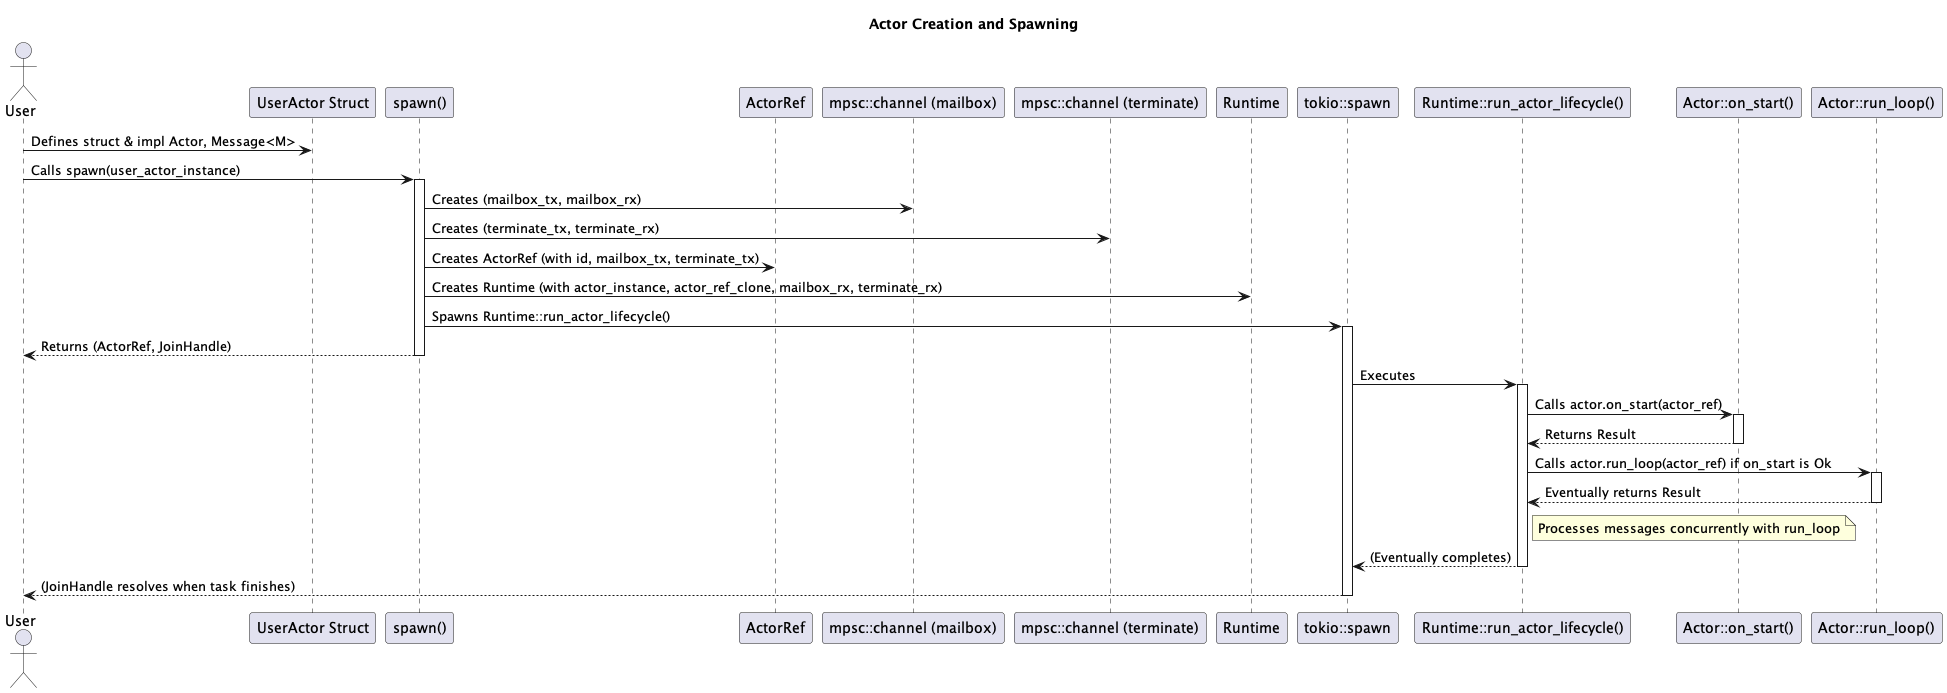 Actor Creation and Spawning
User
UserActor Struct
spawn()
ActorRef
mpsc::channel (mailbox)
mpsc::channel (terminate)
Runtime
tokio::spawn
Runtime::run_actor_lifecycle()
Actor::on_start()
Actor::run_loop()
Defines struct & impl Actor, Message<M>
Calls spawn(user_actor_instance)
Creates (mailbox_tx, mailbox_rx)
Creates (terminate_tx, terminate_rx)
Creates ActorRef (with id, mailbox_tx, terminate_tx)
Creates Runtime (with actor_instance, actor_ref_clone, mailbox_rx, terminate_rx)
Spawns Runtime::run_actor_lifecycle()
Returns (ActorRef, JoinHandle)
Executes
Calls actor.on_start(actor_ref)
Returns Result
Calls actor.run_loop(actor_ref) if on_start is Ok
Eventually returns Result
Processes messages concurrently with run_loop
(Eventually completes)
(JoinHandle resolves when task finishes)
User
UserActor Struct
spawn()
ActorRef
mpsc::channel (mailbox)
mpsc::channel (terminate)
Runtime
tokio::spawn
Runtime::run_actor_lifecycle()
Actor::on_start()
Actor::run_loop()